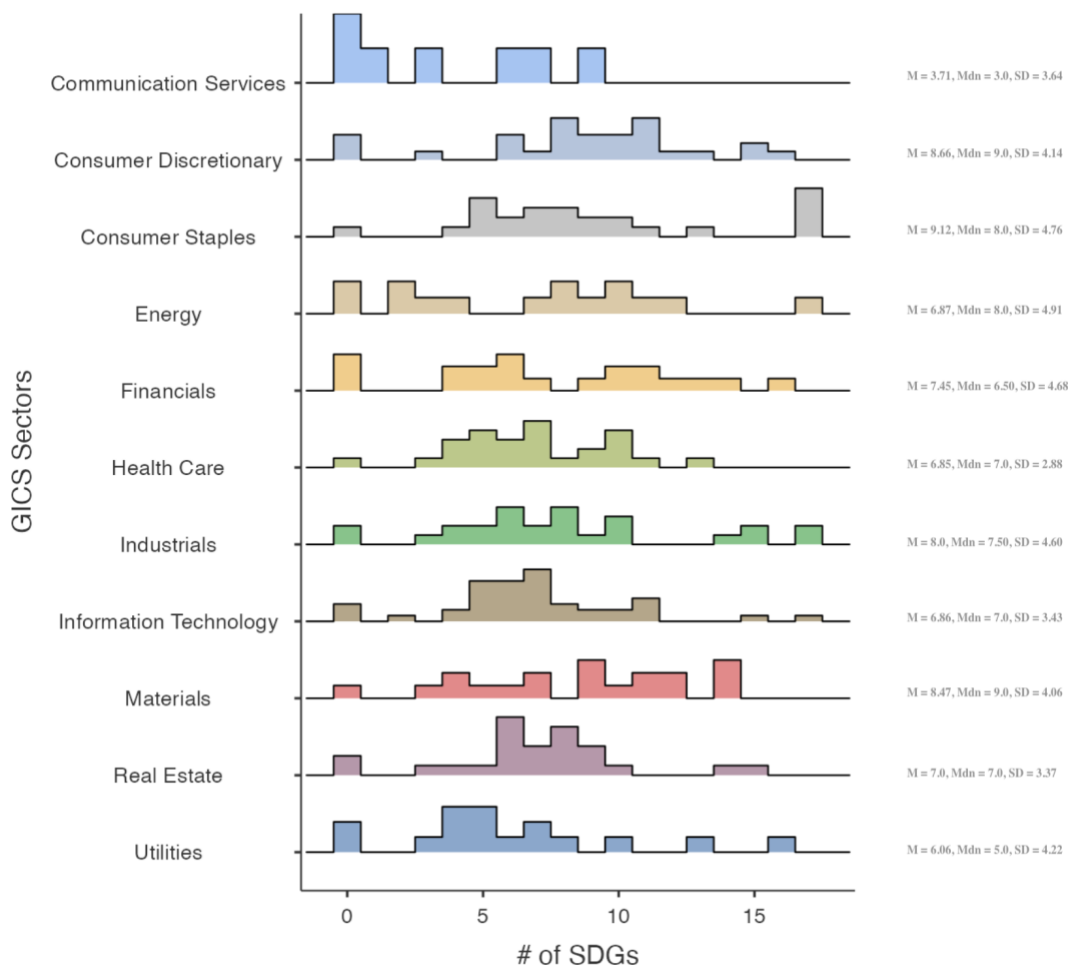 Communication Services
M = 3.71, Mdn = 3.0, SD = 3.64
Consumer Discretionary
M = 8.66, Mdn = 9.0, SD = 4.14
Consumer Staples
M = 9.12, Mdn = 8.0, SD = 4.76
Energy
M = 6.87, Mdn = 8.0, SD = 4.91
Financials
M = 7.45, Mdn = 6.50, SD = 4.68
Health Care
M = 6.85, Mdn = 7.0, SD = 2.88
Industrials
M = 8.0, Mdn = 7.50, SD = 4.60
Information Technology
M = 6.86, Mdn = 7.0, SD = 3.43
Materials
M = 8.47, Mdn = 9.0, SD = 4.06
Real Estate
M = 7.0, Mdn = 7.0, SD = 3.37
Utilities
M = 6.06, Mdn = 5.0, SD = 4.22
GICS Sectors
0 5 10 15
# of SDGs